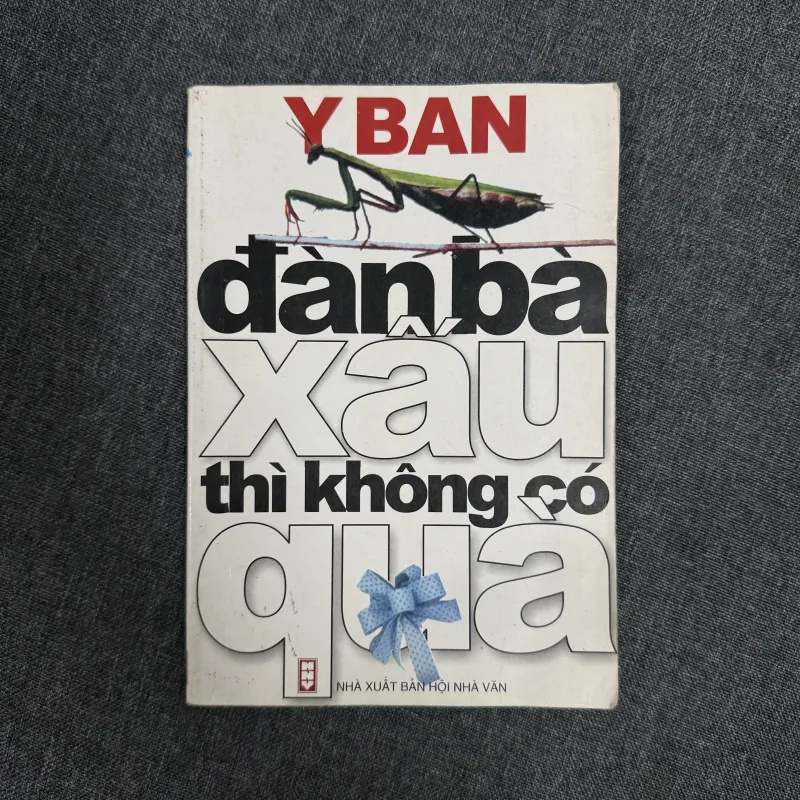 Y BAN
đàn bà
xấu
thì không có
quà
NHÀ XUẤT BẢN HỘI NHÀ VĂN